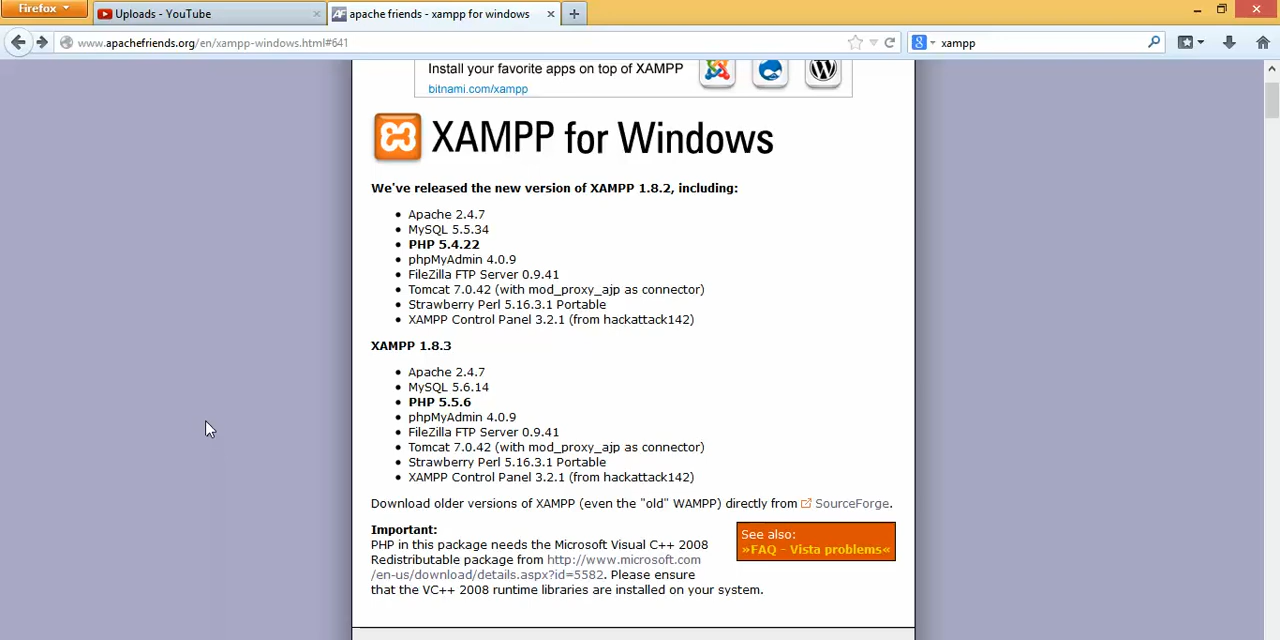 Firefox
Uploads - YouTube
apache friends - xampp for windows
www.apachefriends.org/en/xampp-windows.html#641
xampp
Install your favorite apps on top of XAMPP
bitnami.com/xampp
XAMPP for Windows
We've released the new version of XAMPP 1.8.2, including:
Apache 2.4.7
MySQL 5.5.34
PHP 5.4.22
phpMyAdmin 4.0.9
FileZilla FTP Server 0.9.41
Tomcat 7.0.42 (with mod_proxy_ajp as connector)
Strawberry Perl 5.16.3.1 Portable
XAMPP Control Panel 3.2.1 (from hackattack142)
XAMPP 1.8.3
Apache 2.4.7
MySQL 5.6.14
PHP 5.5.6
phpMyAdmin 4.0.9
FileZilla FTP Server 0.9.41
Tomcat 7.0.42 (with mod_proxy_ajp as connector)
Strawberry Perl 5.16.3.1 Portable
XAMPP Control Panel 3.2.1 (from hackattack142)
Download older versions of XAMPP (even the "old" WAMPP) directly from SourceForge.
Important:
PHP in this package needs the Microsoft Visual C++ 2008
Redistributable package from http://www.microsoft.com
/en-us/download/details.aspx?id=5582. Please ensure
that the VC++ 2008 runtime libraries are installed on your system.
See also:
»FAQ - Vista problems«